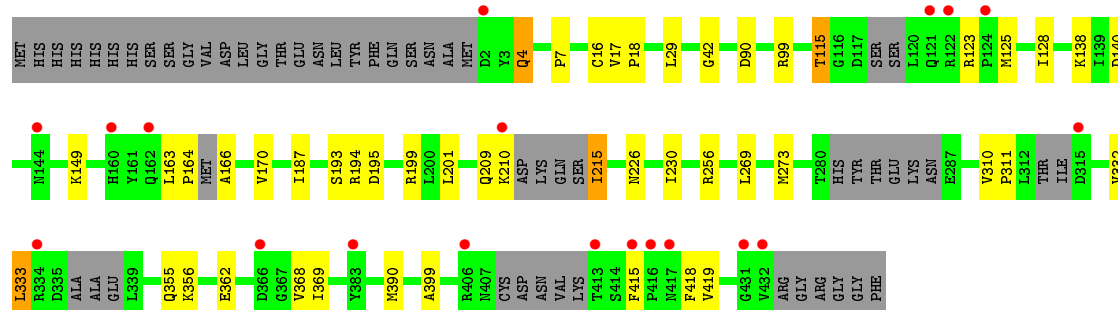 MET HIS HIS HIS HIS HIS HIS SER SER GLY VAL ASP LEU GLY THR GLU ASN LEU TYR PHE GLN SER ASN ALA MET D2 Y3 Q4 P7 C16 V17 P18 L29 G42 D90 R99 T115 G116 D117 SER SER L120 Q121 R122 R123 P124 M125 I128 K138 I139 D140
N144 K149 H160 Y161 Q162 L163 P164 MET A166 V170 I187 S193 R194 D195 R199 L200 L201 Q209 K210 ASP LYS GLN SER I215 N226 I230 R256 L269 M273 T280 HIS TYR THR GLU LYS ASN E287 V310 P311 L312 THR ILE D315 V332
L333 R334 D335 ALA ALA GLU L339 Q355 K356 E362 D366 G367 V368 I369 Y383 M390 A399 R406 N407 CYS ASP ASN VAL LYS T413 S414 F415 P416 N417 F418 V419 G431 V432 ARG GLY ARG GLY GLY PHE